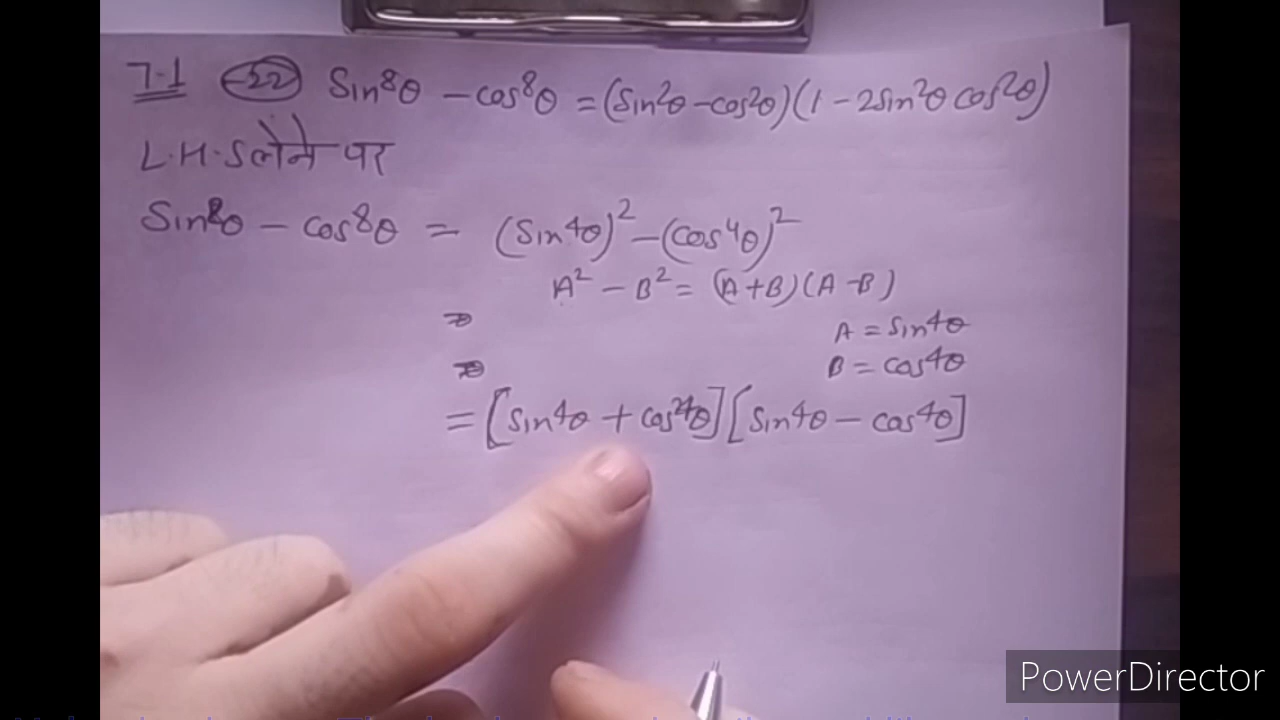 7.1 22 Sin⁸θ - cos⁸θ = (Sin²θ - cos²θ)(1 - 2Sin²θ cos²θ)
L.H.S लेने पर
Sin⁸θ - cos⁸θ = (Sin⁴θ)² - (cos⁴θ)²
A² - B² = (A+B)(A-B)
⇒ A = Sin⁴θ
⇒ B = cos⁴θ
= [Sin⁴θ + cos⁴θ][Sin⁴θ - cos⁴θ]
PowerDirector